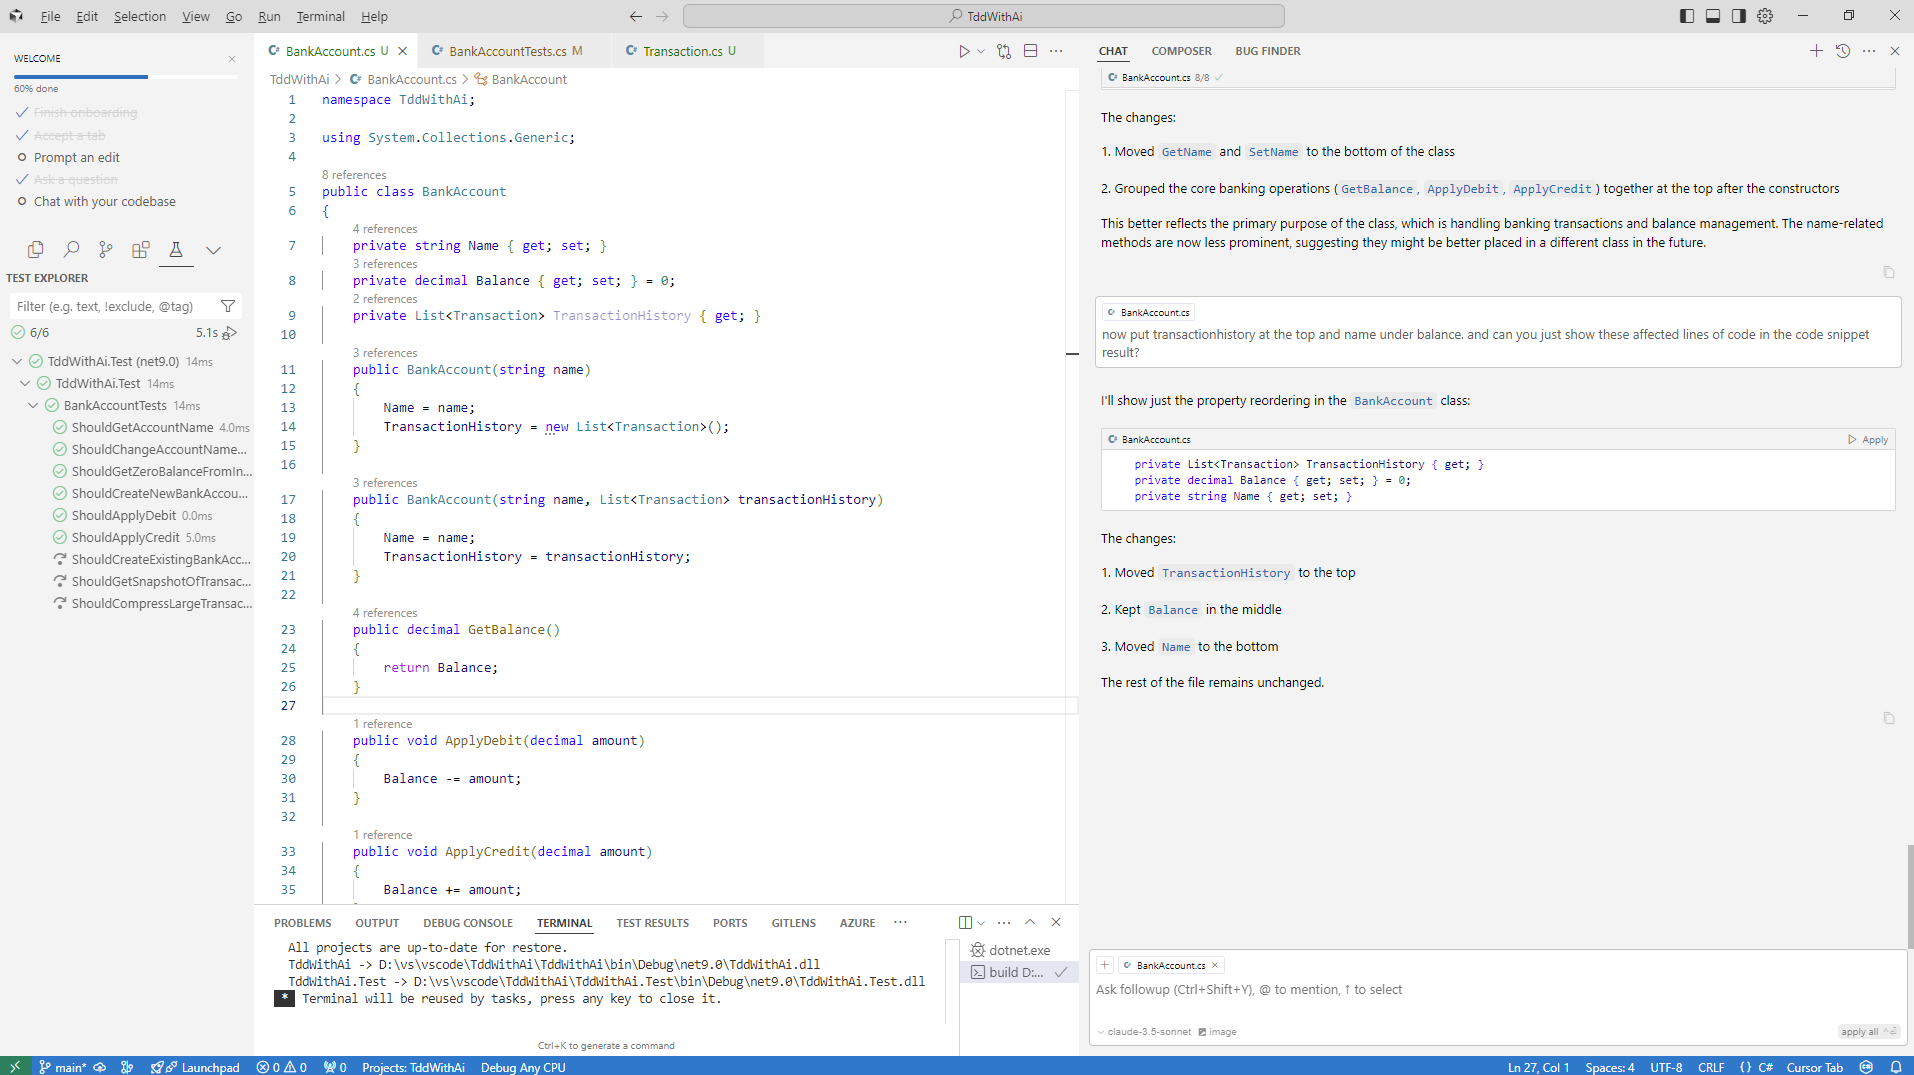 File Edit Selection View Go Run Terminal Help
TddWithAi
WELCOME
60% done
Finish onboarding
Accept a tab
Prompt an edit
Ask a question
Chat with your codebase
TEST EXPLORER
Filter (e.g. text, !exclude, @tag)
6/6 5.1s
TddWithAi.Test (net9.0) 14ms
TddWithAi.Test 14ms
BankAccountTests 14ms
ShouldGetAccountName 4.0ms
ShouldChangeAccountName...
ShouldGetZeroBalanceFromIn...
ShouldCreateNewBankAccou...
ShouldApplyDebit 0.0ms
ShouldApplyCredit 5.0ms
ShouldCreateExistingBankAcc...
ShouldGetSnapshotOfTransac...
ShouldCompressLargeTransac...
BankAccount.cs U
BankAccountTests.cs M
Transaction.cs U
TddWithAi > BankAccount.cs > BankAccount
1 namespace TddWithAi;
2
3 using System.Collections.Generic;
4
8 references
5 public class BankAccount
6 {
4 references
7 private string Name { get; set; }
3 references
8 private decimal Balance { get; set; } = 0;
2 references
9 private List<Transaction> TransactionHistory { get; }
10
3 references
11 public BankAccount(string name)
12 {
13 Name = name;
14 TransactionHistory = new List<Transaction>();
15 }
16
3 references
17 public BankAccount(string name, List<Transaction> transactionHistory)
18 {
19 Name = name;
20 TransactionHistory = transactionHistory;
21 }
22
4 references
23 public decimal GetBalance()
24 {
25 return Balance;
26 }
27
1 reference
28 public void ApplyDebit(decimal amount)
29 {
30 Balance -= amount;
31 }
32
1 reference
33 public void ApplyCredit(decimal amount)
34 {
35 Balance += amount;
PROBLEMS OUTPUT DEBUG CONSOLE TERMINAL TEST RESULTS PORTS GITLENS AZURE ...
All projects are up-to-date for restore.
TddWithAi -> D:\vs\vscode\TddWithAi\TddWithAi\bin\Debug\net9.0\TddWithAi.dll
TddWithAi.Test -> D:\vs\vscode\TddWithAi\TddWithAi.Test\bin\Debug\net9.0\TddWithAi.Test.dll
* Terminal will be reused by tasks, press any key to close it.
Ctrl+K to generate a command
dotnet.exe
build D:...
CHAT COMPOSER BUG FINDER
BankAccount.cs 8/8
The changes:
1. Moved GetName and SetName to the bottom of the class
2. Grouped the core banking operations ( GetBalance , ApplyDebit , ApplyCredit ) together at the top after the constructors
This better reflects the primary purpose of the class, which is handling banking transactions and balance management. The name-related
methods are now less prominent, suggesting they might be better placed in a different class in the future.
BankAccount.cs
now put transactionhistory at the top and name under balance. and can you just show these affected lines of code in the code snippet
result?
I'll show just the property reordering in the BankAccount class:
BankAccount.cs Apply
private List<Transaction> TransactionHistory { get; }
private decimal Balance { get; set; } = 0;
private string Name { get; set; }
The changes:
1. Moved TransactionHistory to the top
2. Kept Balance in the middle
3. Moved Name to the bottom
The rest of the file remains unchanged.
+ BankAccount.cs ×
Ask followup (Ctrl+Shift+Y), @ to mention, ↑ to select
claude-3.5-sonnet image
apply all
main* Launchpad 0 0 0 Projects: TddWithAi Debug Any CPU
Ln 27, Col 1 Spaces: 4 UTF-8 CRLF {} C# Cursor Tab